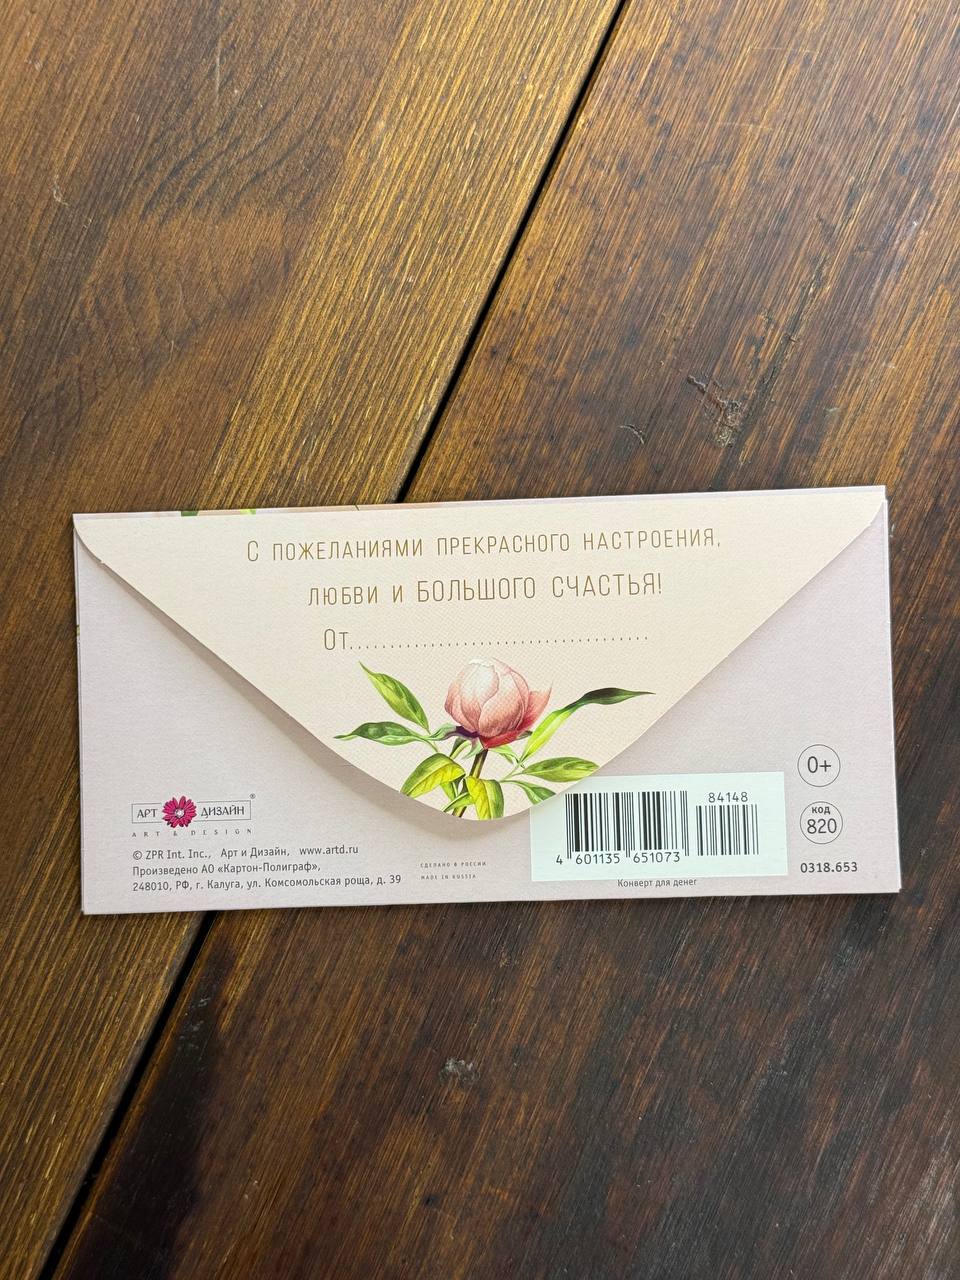 С ПОЖЕЛАНИЯМИ ПРЕКРАСНОГО НАСТРОЕНИЯ,
ЛЮБВИ И БОЛЬШОГО СЧАСТЬЯ!
ОТ......................................
АРТ ДИЗАЙН®
ART & DESIGN
© ZPR Int. Inc., Арт и Дизайн, www.artd.ru
Произведено АО «Картон-Полиграф»,
248010, РФ, г. Калуга, ул. Комсомольская роща, д. 39
СДЕЛАНО В РОССИИ
MADE IN RUSSIA
84148
4 601135 651073
Конверт для денег
0+
код
820
0318.653